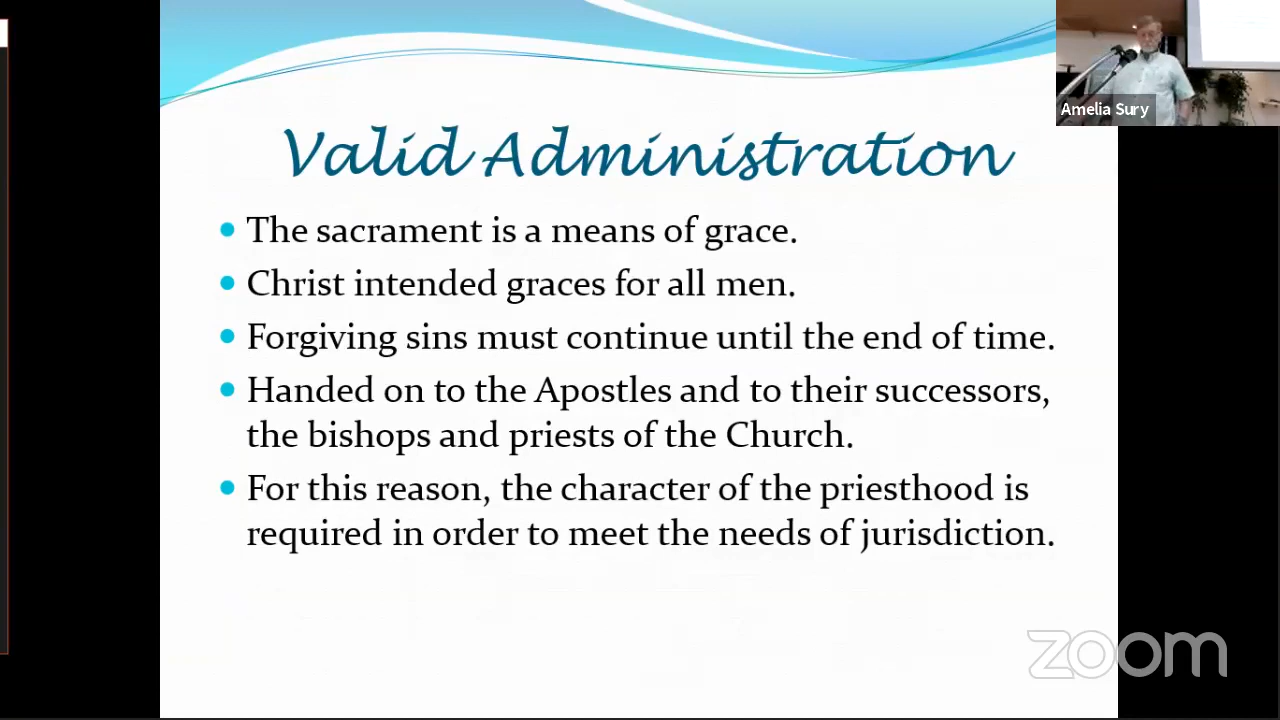 Amelia Sury
Valid Administration
• The sacrament is a means of grace.
• Christ intended graces for all men.
• Forgiving sins must continue until the end of time.
• Handed on to the Apostles and to their successors,
the bishops and priests of the Church.
• For this reason, the character of the priesthood is
required in order to meet the needs of jurisdiction.
zoom